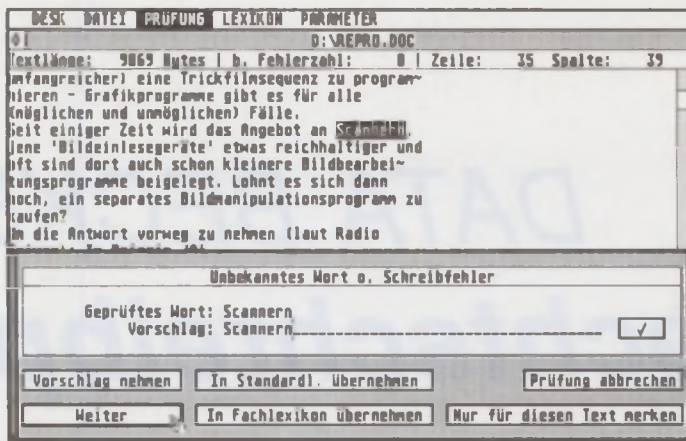 DESK DATEI PRÜFUNG LEXIKON PARAMETER
D:\REPRO.DOC
Textlänge: 9869 Bytes | b. Fehlerzahl: 0 | Zeile: 35 Spalte: 39
umfangreicher) eine Trickfilmsequenz zu program~
mieren - Grafikprogramme gibt es für alle
(möglichen und unmöglichen) Fälle.
Seit einiger Zeit wird das Angebot an Scannern.
jene 'Bildeinlesegeräte' etwas reichhaltiger und
oft sind dort auch schon kleinere Bildbearbei~
tungsprogramme beigelegt. Lohnt es sich dann
noch, ein separates Bildmanipulationsprogramm zu
kaufen?
Um die Antwort vorweg zu nehmen (laut Radio
Unbekanntes Wort o. Schreibfehler
Geprüftes Wort: Scannern
Vorschlag: Scannern
Vorschlag nehmen In Standardl. übernehmen Prüfung abbrechen
Weiter In Fachlexikon übernehmen Nur für diesen Text merken